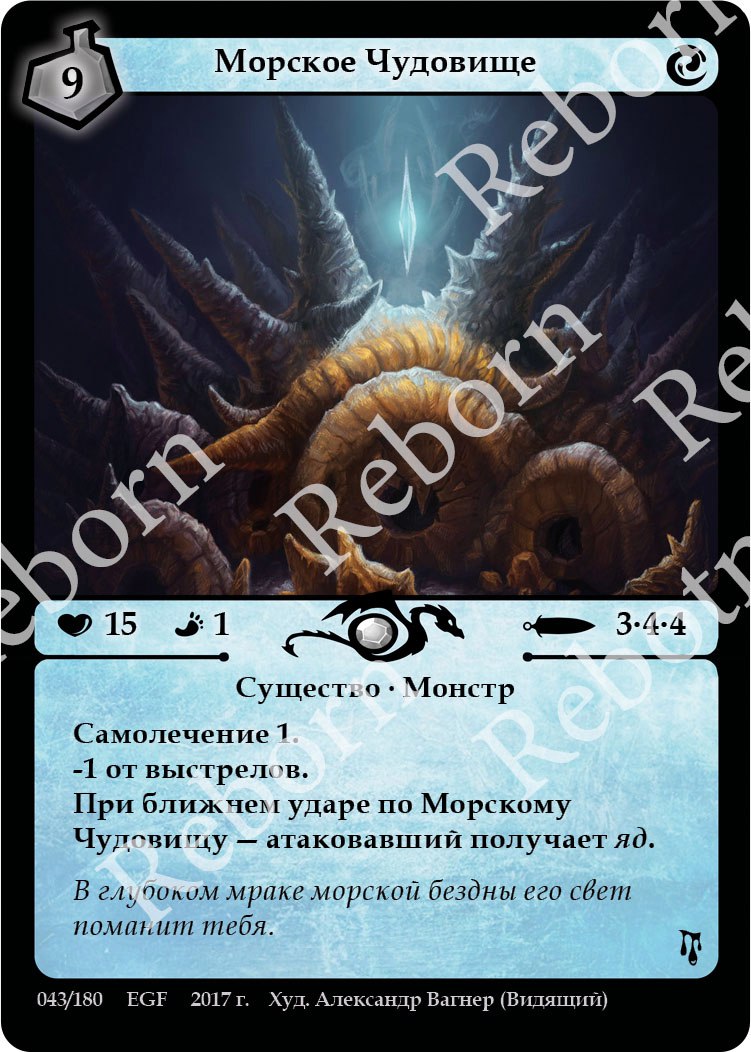 9
Морское Чудовище
Reborn
Reborn
Reborn
Reborn
15
1
3·4·4
Существо · Монстр
Самолечение 1.
-1 от выстрелов.
При ближнем ударе по Морскому
Чудовищу — атаковавший получает яд.
В глубоком мраке морской бездны его свет
поманит тебя.
Reborn
Reborn
043/180 EGF 2017 г. Худ. Александр Вагнер (Видящий)